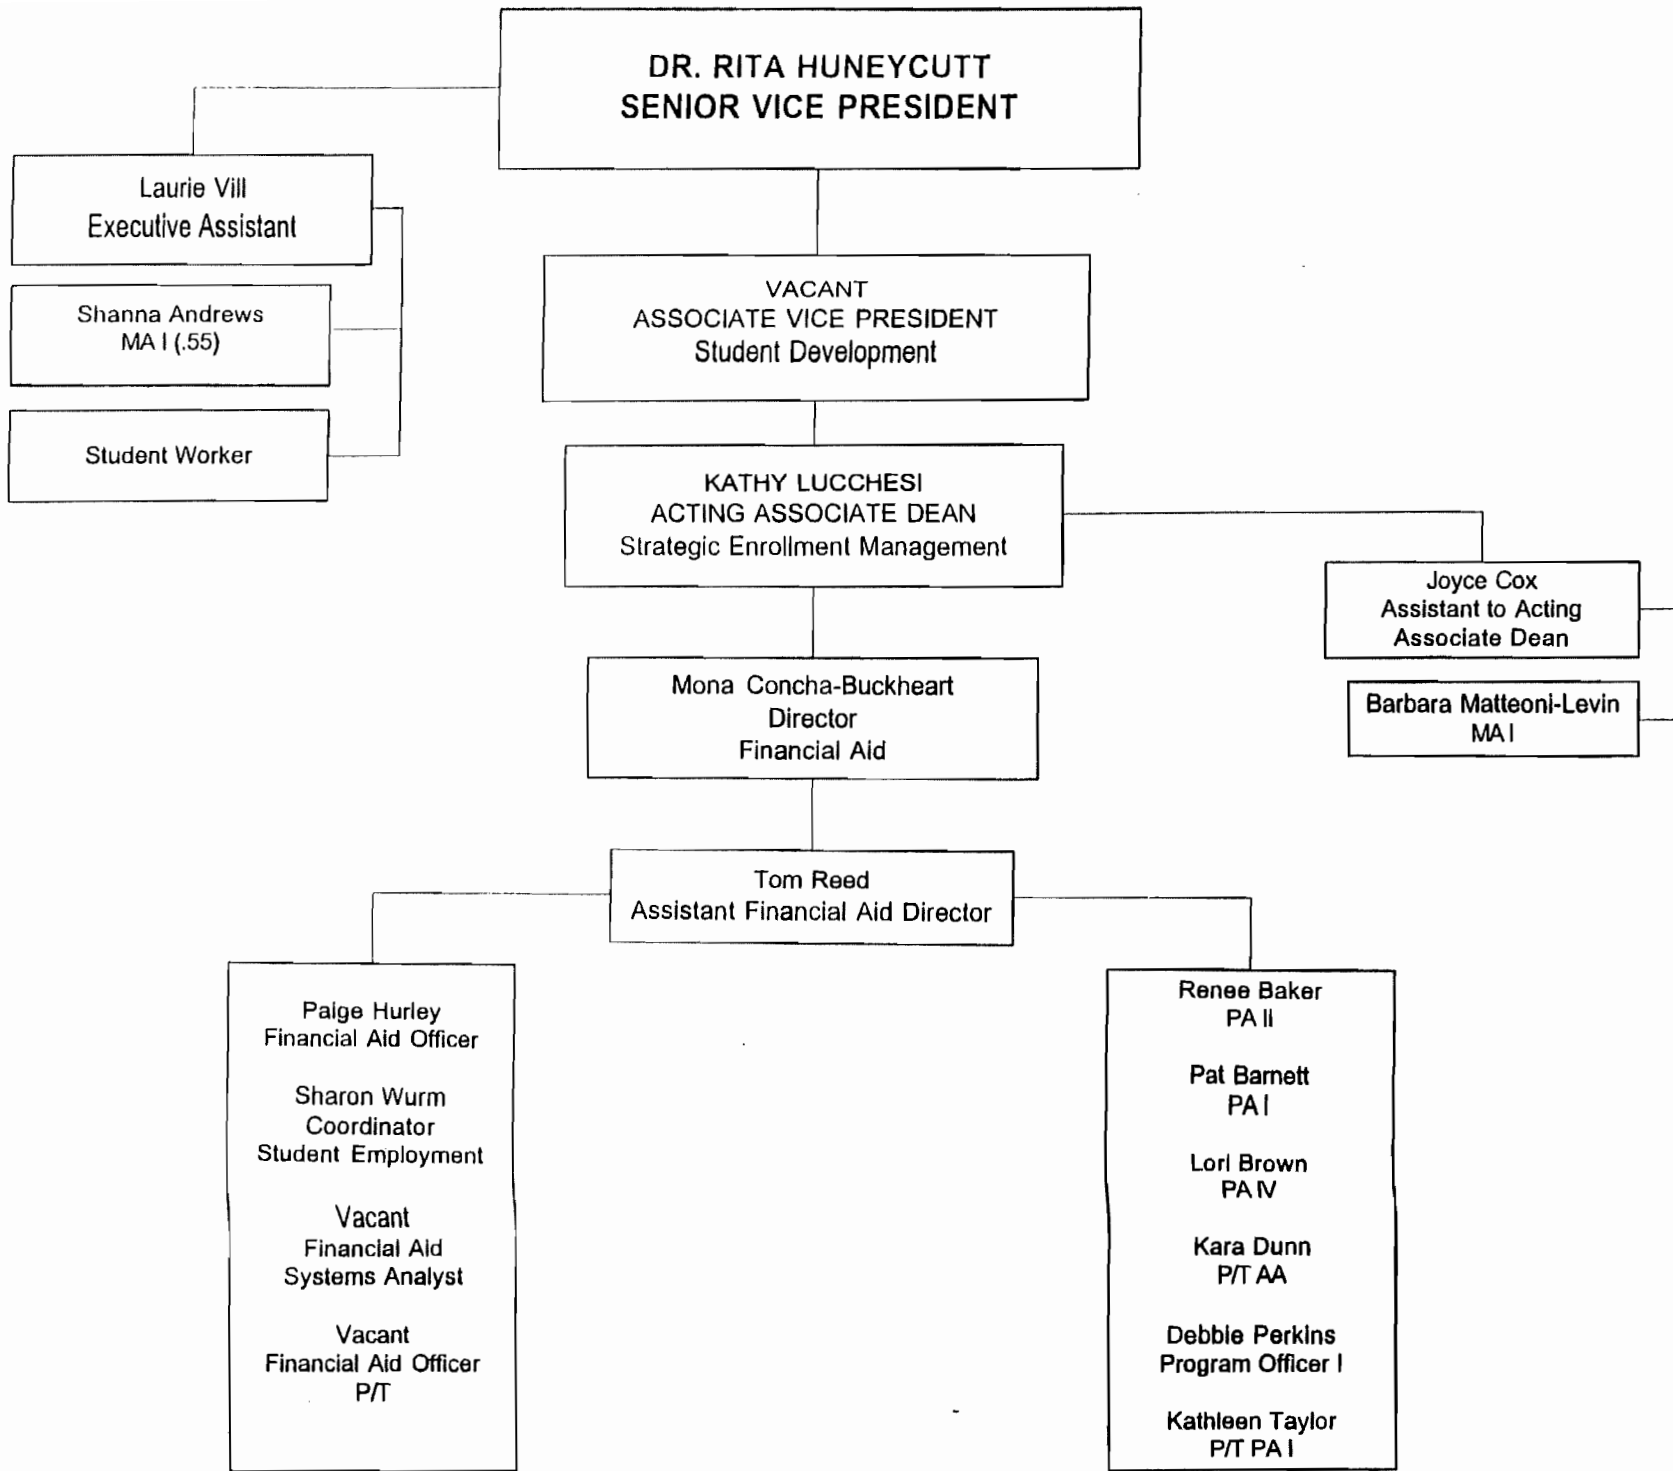 DR. RITA HUNEYCUTT
SENIOR VICE PRESIDENT
Laurie Vill
Executive Assistant
Shanna Andrews
MA I (.55)
Student Worker
VACANT
ASSOCIATE VICE PRESIDENT
Student Development
KATHY LUCCHESI
ACTING ASSOCIATE DEAN
Strategic Enrollment Management
Joyce Cox
Assistant to Acting
Associate Dean
Barbara Matteoni-Levin
MA I
Mona Concha-Buckheart
Director
Financial Aid
Tom Reed
Assistant Financial Aid Director
Paige Hurley
Financial Aid Officer
Sharon Wurm
Coordinator
Student Employment
Vacant
Financial Aid
Systems Analyst
Vacant
Financial Aid Officer
P/T
Renee Baker
PA II
Pat Barnett
PA I
Lori Brown
PA IV
Kara Dunn
P/T AA
Debbie Perkins
Program Officer I
Kathleen Taylor
P/T PA I